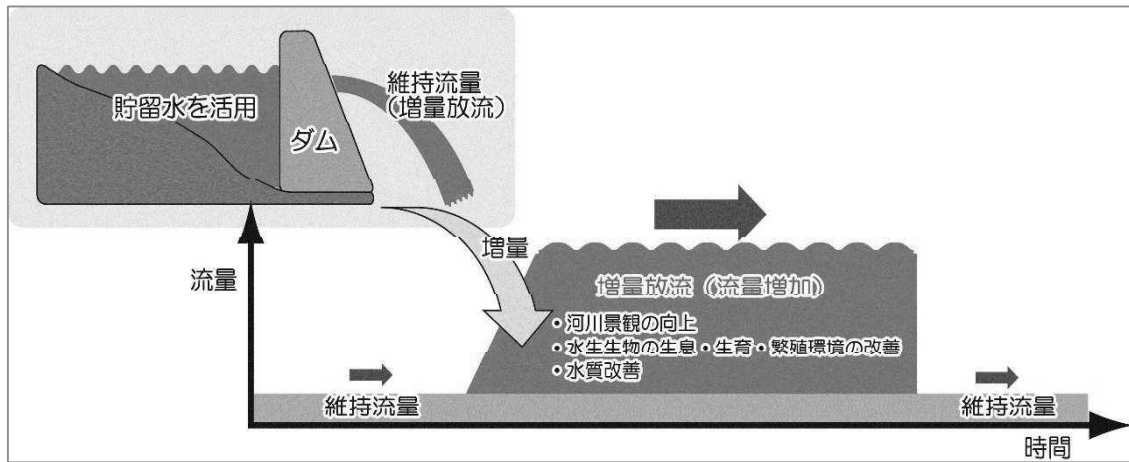 貯留水を活用
ダム
維持流量
(増量放流)
増量
流量
増量放流(流量増加)
・河川景観の向上
・水生生物の生息・生育・繁殖環境の改善
・水質改善
維持流量
維持流量
時間